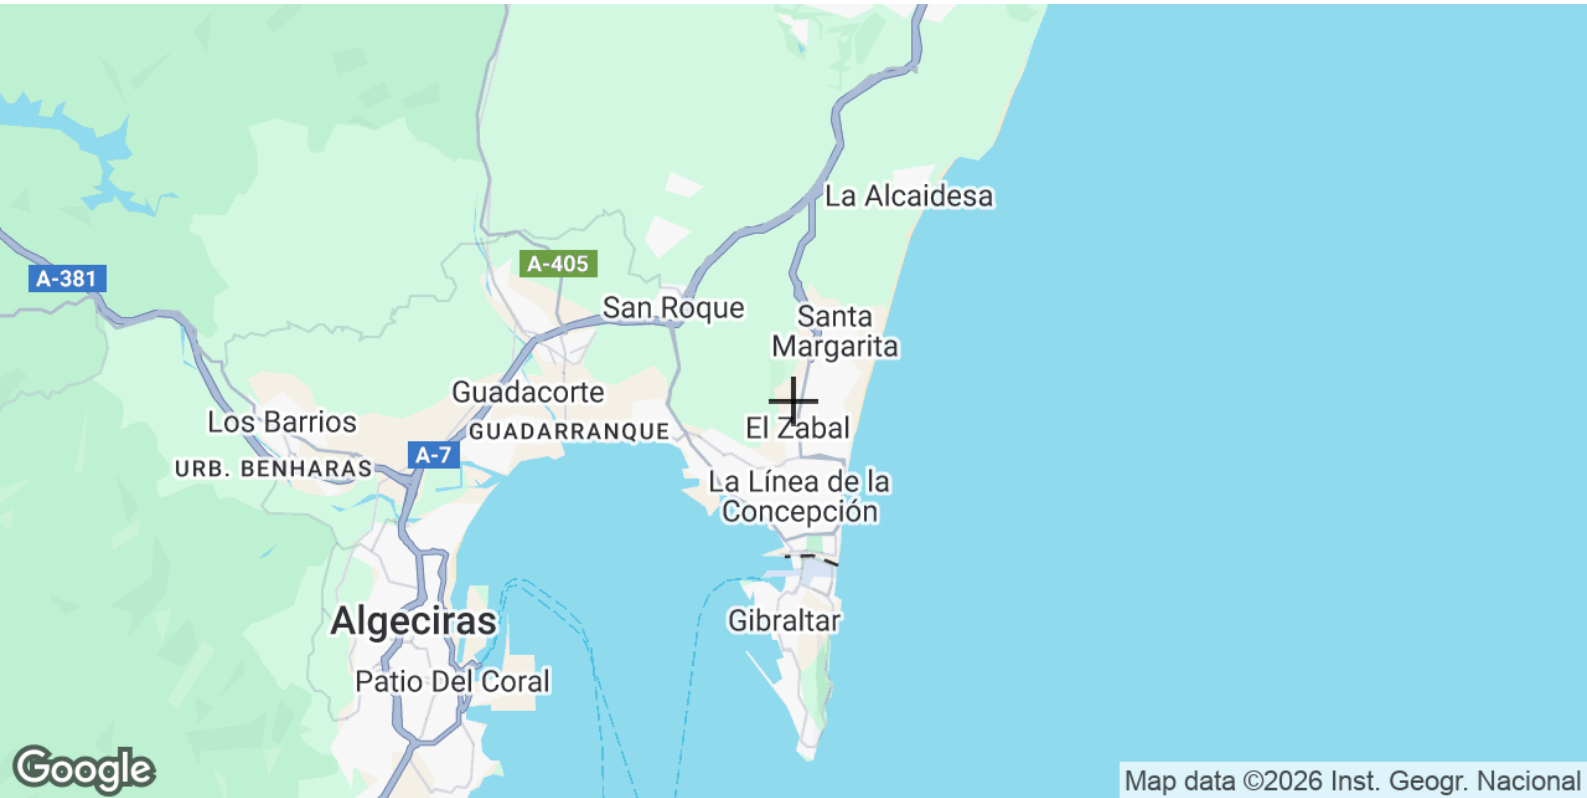 La Alcaidesa
A-381
A-405
San Roque
Santa
Margarita
Guadacorte
Los Barrios
GUADARRANQUE
El Zabal
A-7
URB. BENHARAS
La Línea de la
Concepción
Algeciras
Gibraltar
Patio Del Coral
Google
Map data ©2026 Inst. Geogr. Nacional